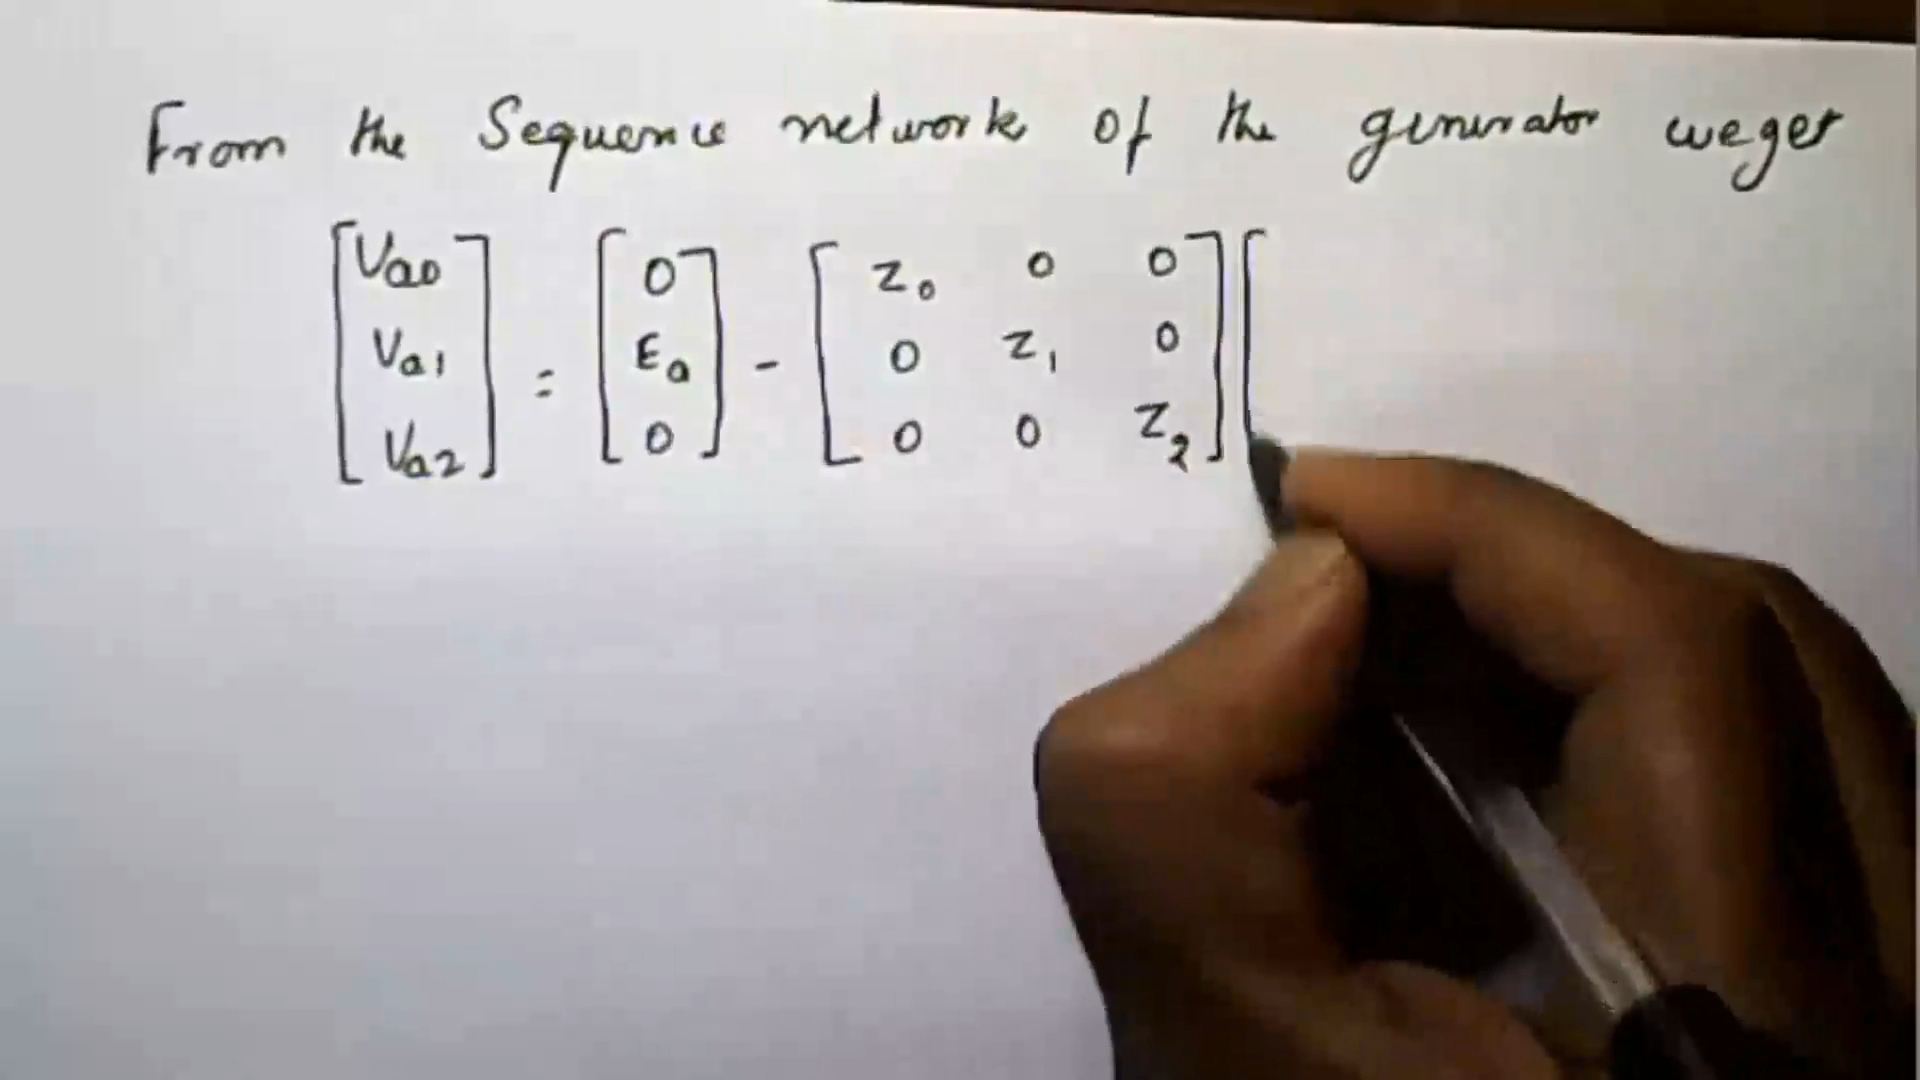 From the Sequence network of the generator we get
[Va0 Va1 Va2] = [0 Ea 0] - [Z0 0 0
0 Z1 0
0 0 Z2] [